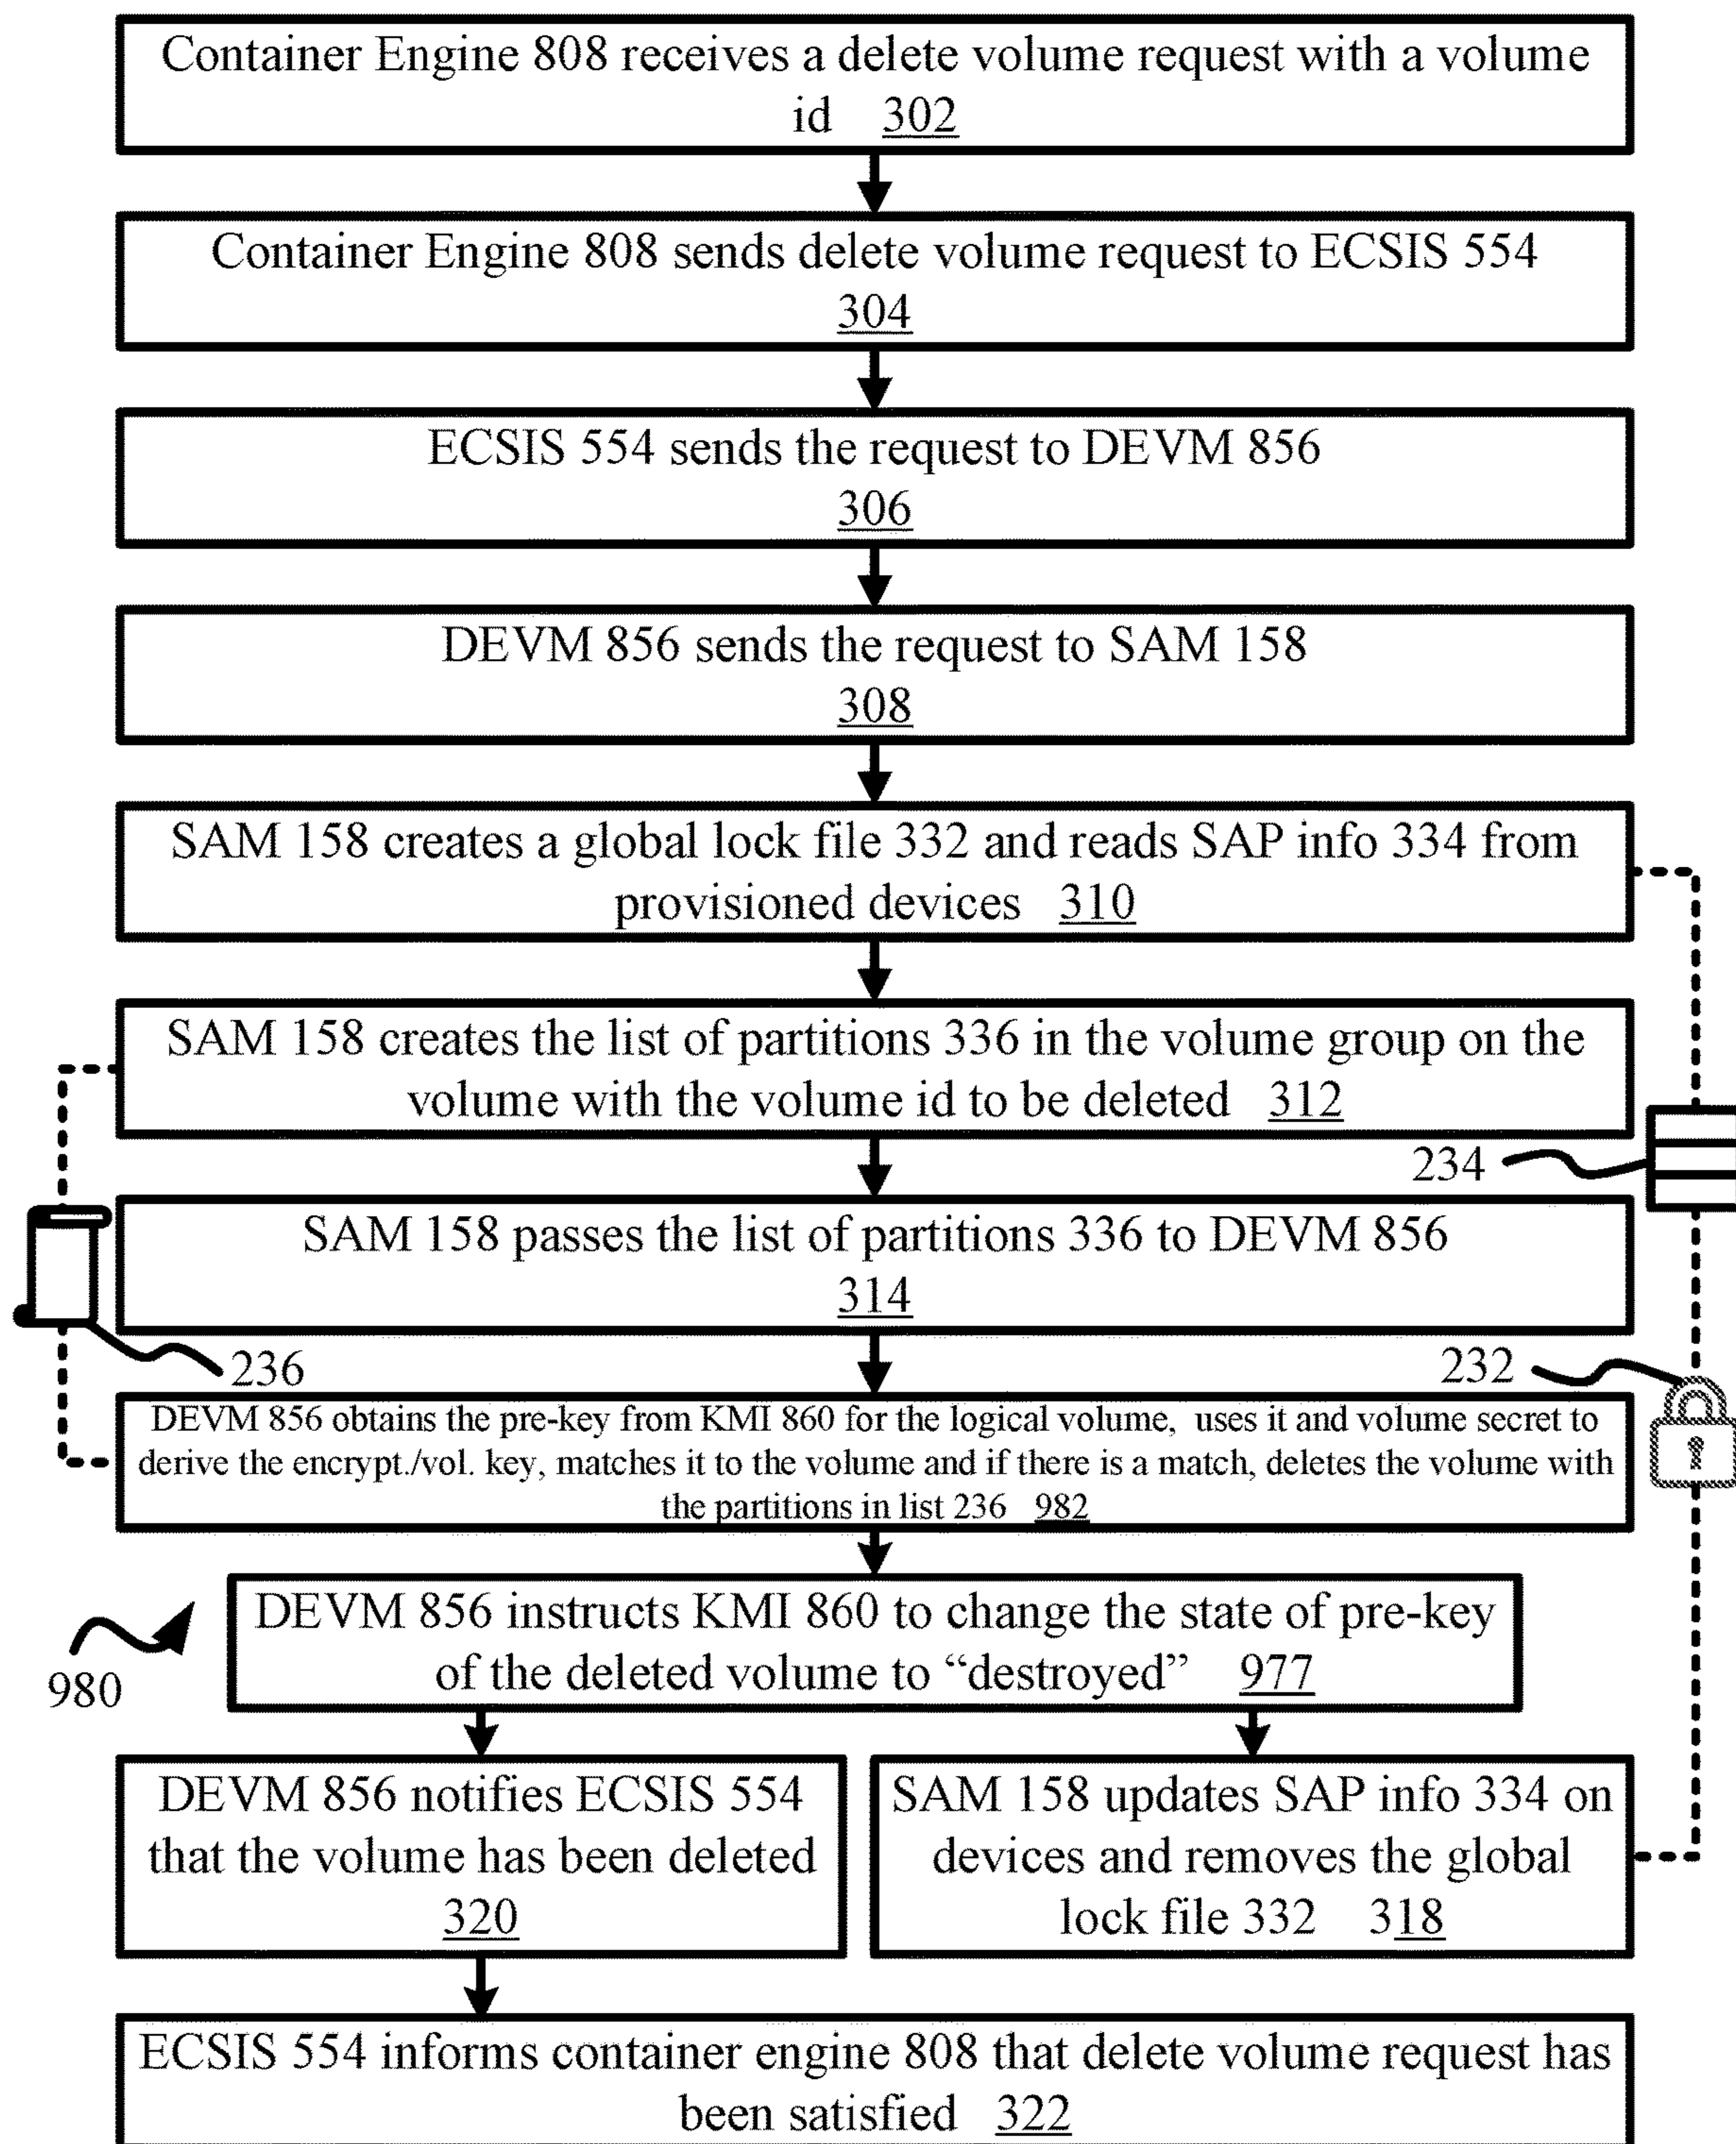 Container Engine 808 receives a delete volume request with a volume
id 302
Container Engine 808 sends delete volume request to ECSIS 554
304
ECSIS 554 sends the request to DEVM 856
306
DEVM 856 sends the request to SAM 158
308
SAM 158 creates a global lock file 332 and reads SAP info 334 from
provisioned devices 310
SAM 158 creates the list of partitions 336 in the volume group on the
volume with the volume id to be deleted 312
234
SAM 158 passes the list of partitions 336 to DEVM 856
314
236
232
DEVM 856 obtains the pre-key from KMI 860 for the logical volume, uses it and volume secret to
derive the encrypt./vol. key, matches it to the volume and if there is a match, deletes the volume with
the partitions in list 236 982
DEVM 856 instructs KMI 860 to change the state of pre-key
of the deleted volume to “destroyed” 977
980
DEVM 856 notifies ECSIS 554
that the volume has been deleted
320
SAM 158 updates SAP info 334 on
devices and removes the global
lock file 332 318
ECSIS 554 informs container engine 808 that delete volume request has
been satisfied 322